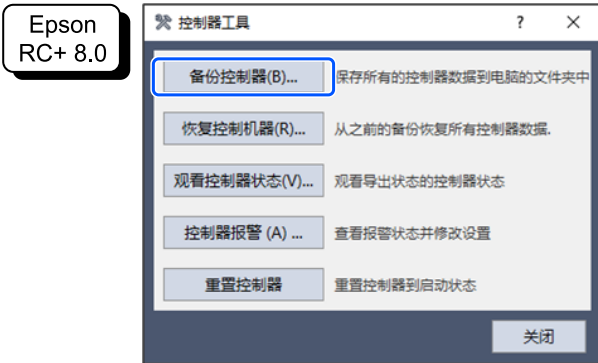 Epson
RC+ 8.0
控制器工具
备份控制器(B)...
保存所有的控制器数据到电脑的文件夹中
恢复控制机器(R)...
从之前的备份恢复所有控制器数据.
观看控制器状态(V)...
观看导出状态的控制器状态
控制器报警 (A) ...
查看报警状态并修改设置
重置控制器
重置控制器到启动状态
关闭